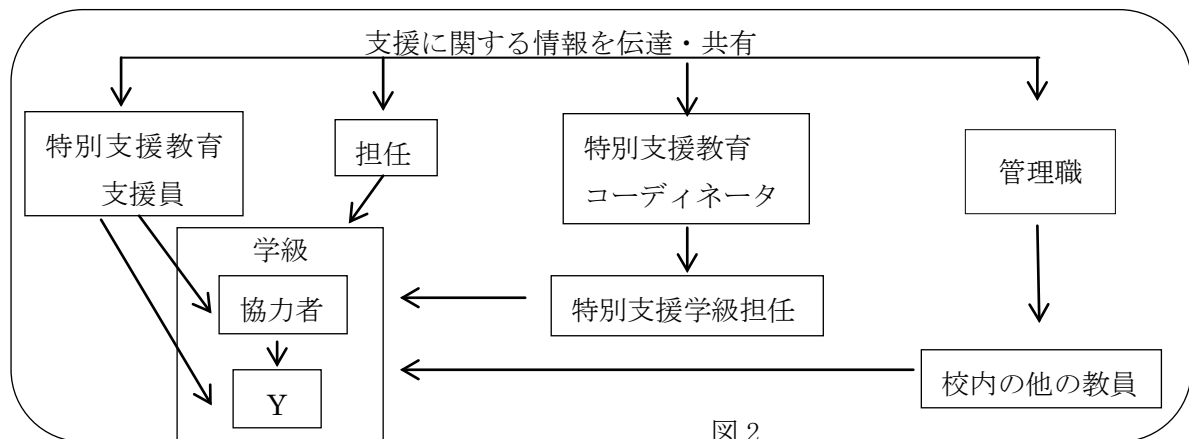 支援に関する情報を伝達・共有
特別支援教育
支援員
担任
特別支援教育
コーディネータ
管理職
学級
協力者
Y
特別支援学級担任
校内の他の教員
図2